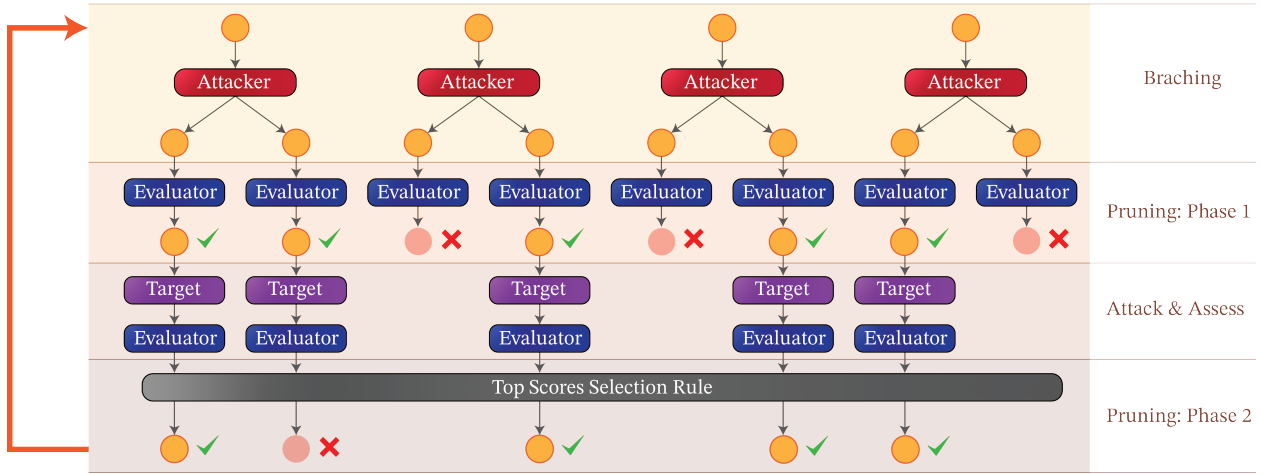 Attacker Attacker Attacker Attacker
Braching
Evaluator Evaluator Evaluator Evaluator Evaluator Evaluator Evaluator Evaluator
Pruning: Phase 1
Target Target Target Target Target
Attack & Assess
Evaluator Evaluator Evaluator Evaluator Evaluator
Top Scores Selection Rule
Pruning: Phase 2